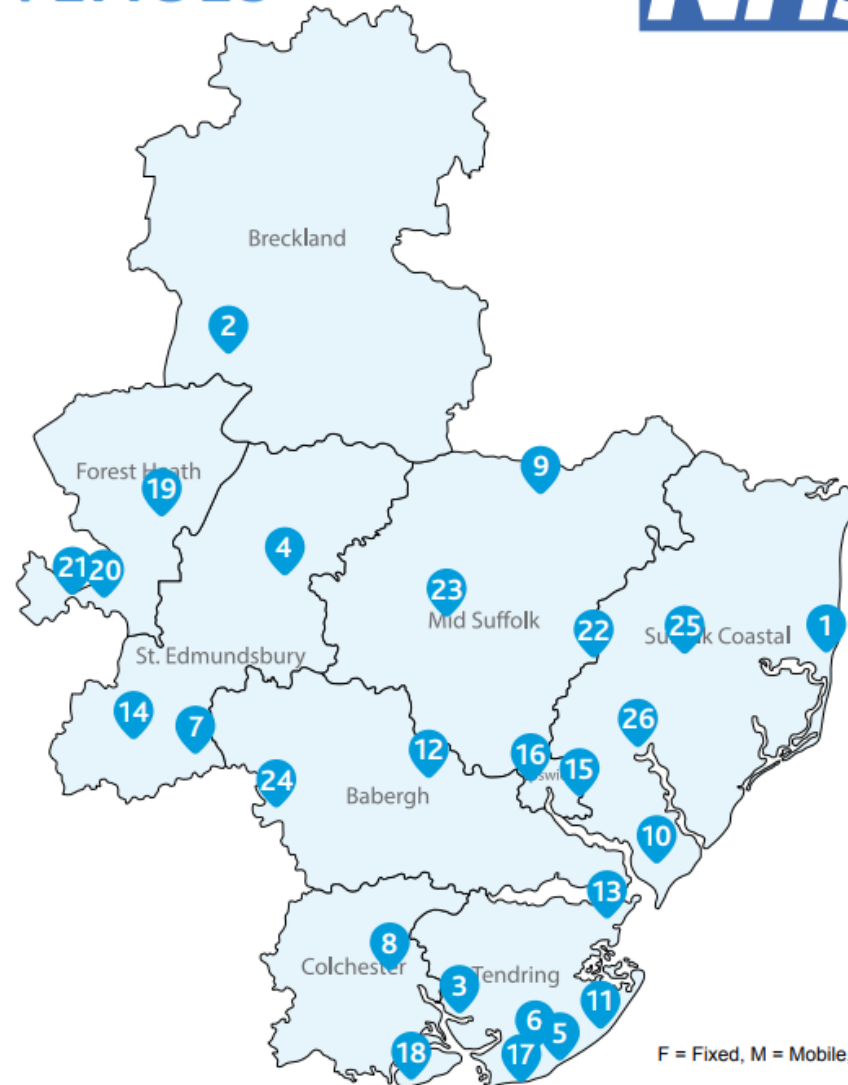 NHS
Breckland
2
9
Forest Heath
19
4
21
20
23
Mid Suffolk
22
25
1
Suffolk Coastal
St. Edmundsbury
14
7
26
12
16
15
24
Babergh
10
13
8
Colchester
3
Tendring
11
6
5
17
18
F = Fixed, M = Mobile